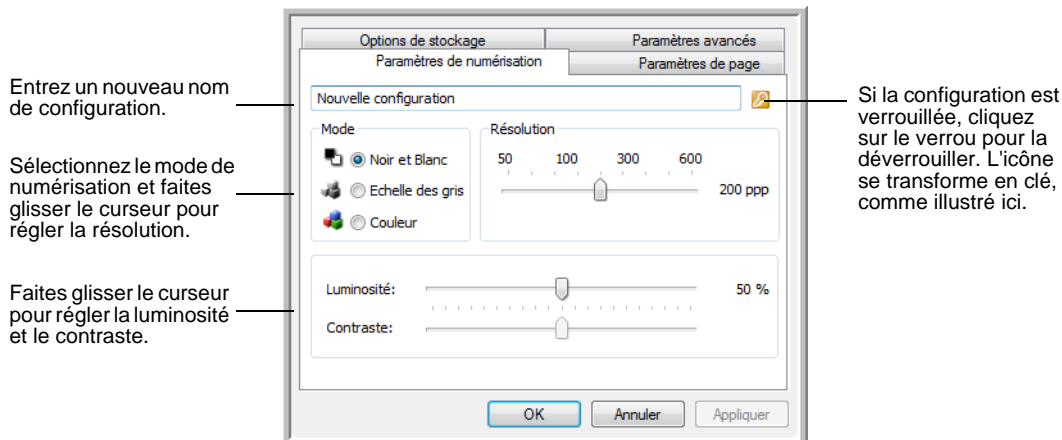 Entrez un nouveau nom
de configuration.
Sélectionnez le mode de
numérisation et faites
glisser le curseur pour
régler la résolution.
Faites glisser le curseur
pour régler la luminosité
et le contraste.
Options de stockage
Paramètres avancés
Paramètres de numérisation
Paramètres de page
Nouvelle configuration
Mode
Noir et Blanc
Echelle des gris
Couleur
Résolution
50 100 300 600
200 ppp
Luminosité: 50 %
Contraste:
OK Annuler Appliquer
Si la configuration est
verrouillée, cliquez
sur le verrou pour la
déverrouiller. L'icône
se transforme en clé,
comme illustré ici.